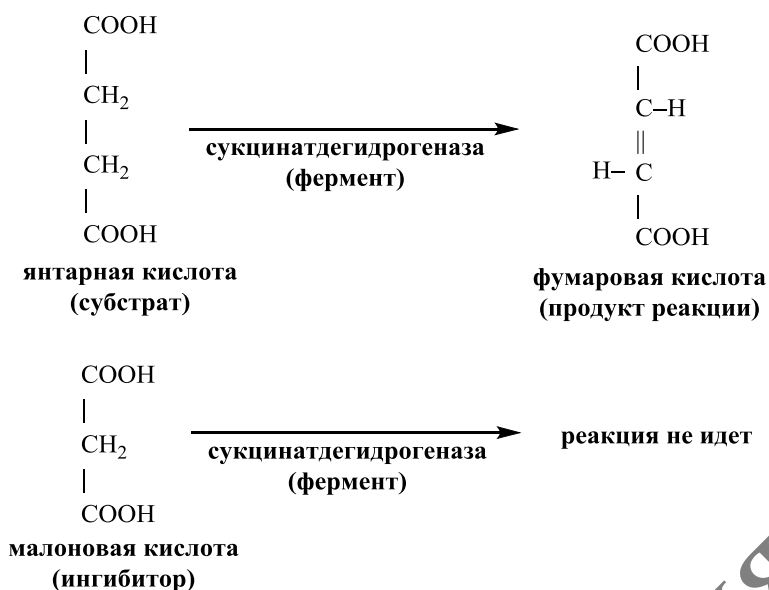 COOH
|
CH₂
|
CH₂
|
COOH
янтарная кислота
(субстрат)
сукцинатдегидрогеназа
(фермент)
COOH
|
C–H
||
H– C
|
COOH
фумаровая кислота
(продукт реакции)
COOH
|
CH₂
|
COOH
малоновая кислота
(ингибитор)
сукцинатдегидрогеназа
(фермент)
реакция не идет